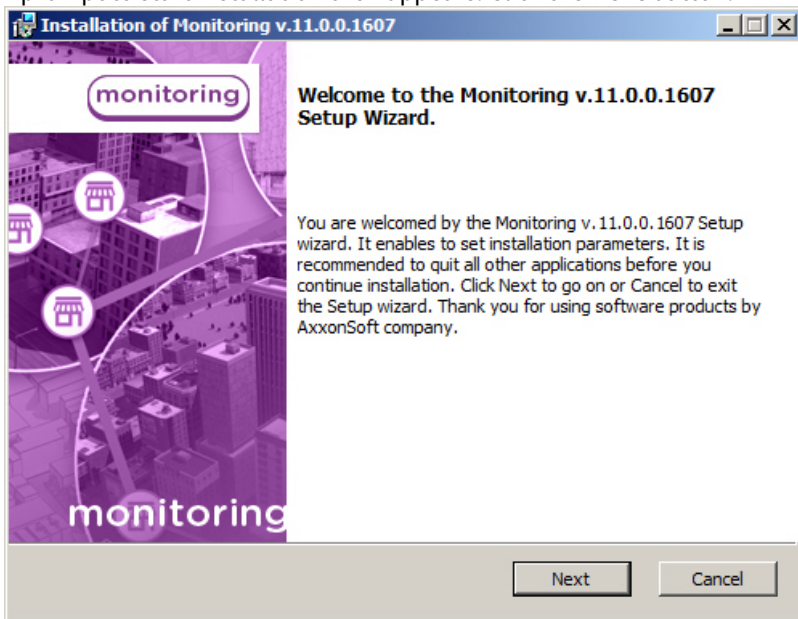 Installation of Monitoring v.11.0.0.1607
monitoring
Welcome to the Monitoring v.11.0.0.1607
Setup Wizard.
You are welcomed by the Monitoring v.11.0.0.1607 Setup
wizard. It enables to set installation parameters. It is
recommended to quit all other applications before you
continue installation. Click Next to go on or Cancel to exit
the Setup wizard. Thank you for using software products by
AxxonSoft company.
monitoring
Next
Cancel